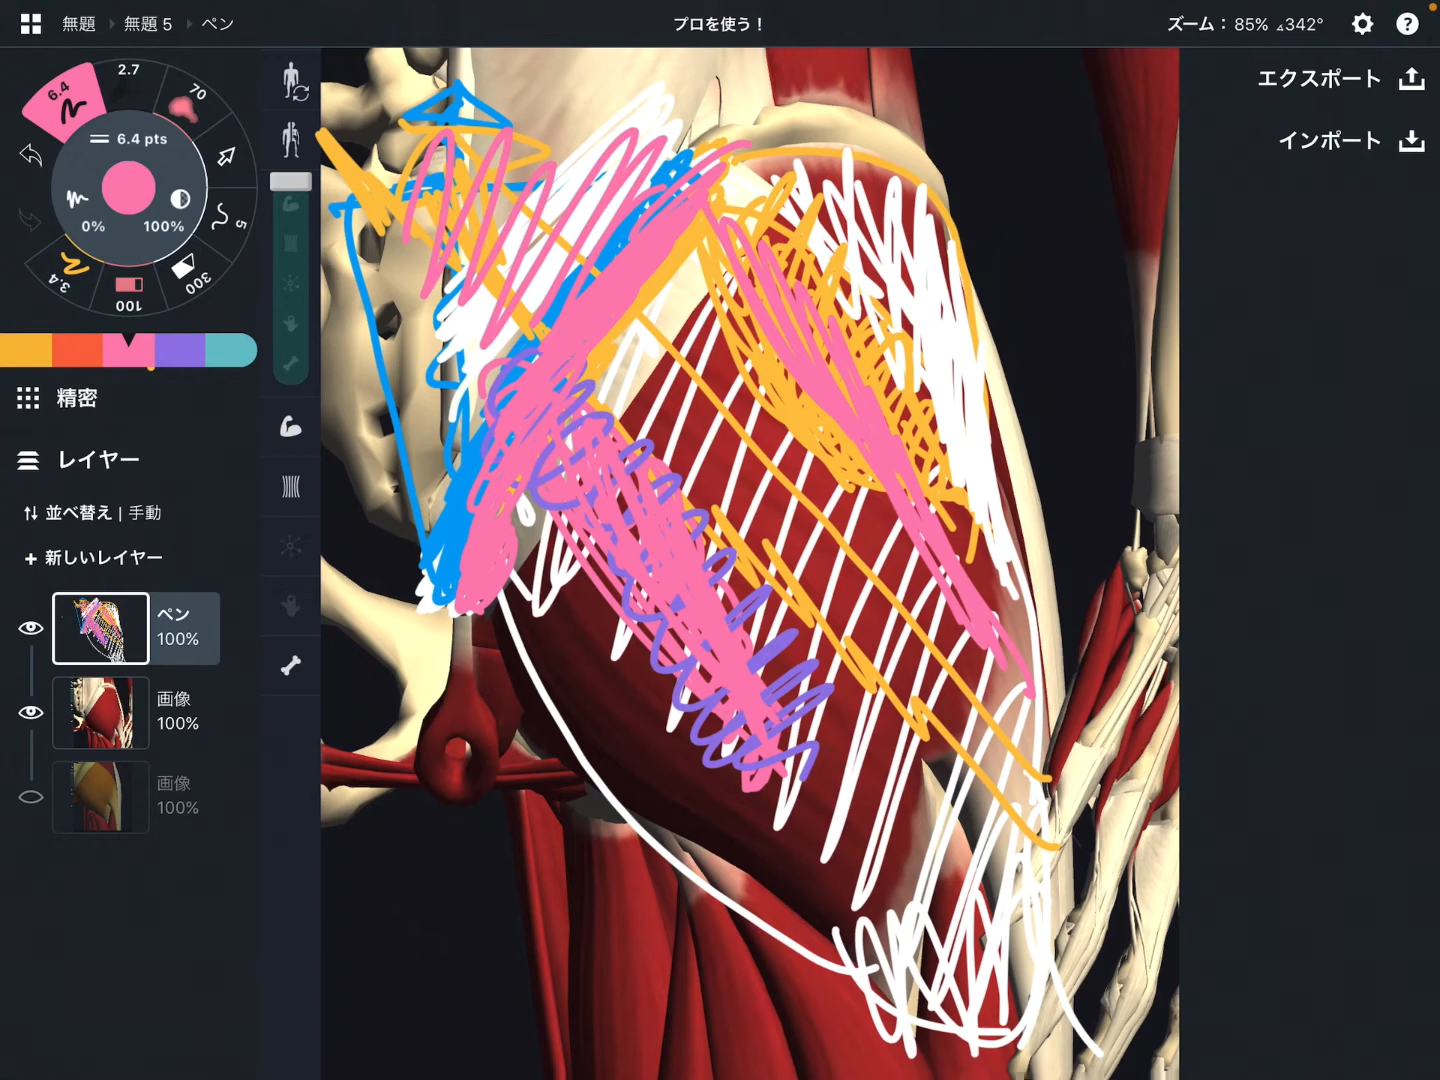 無題 無題 5 ペン
プロを使う！
ズーム： 85% ⦟342°
エクスポート
インポート
2.7
6.4
70
6.4 pts
0% 100%
5
3.4
100
300
精密
レイヤー
並べ替え | 手動
+ 新しいレイヤー
ペン
100%
画像
100%
画像
100%